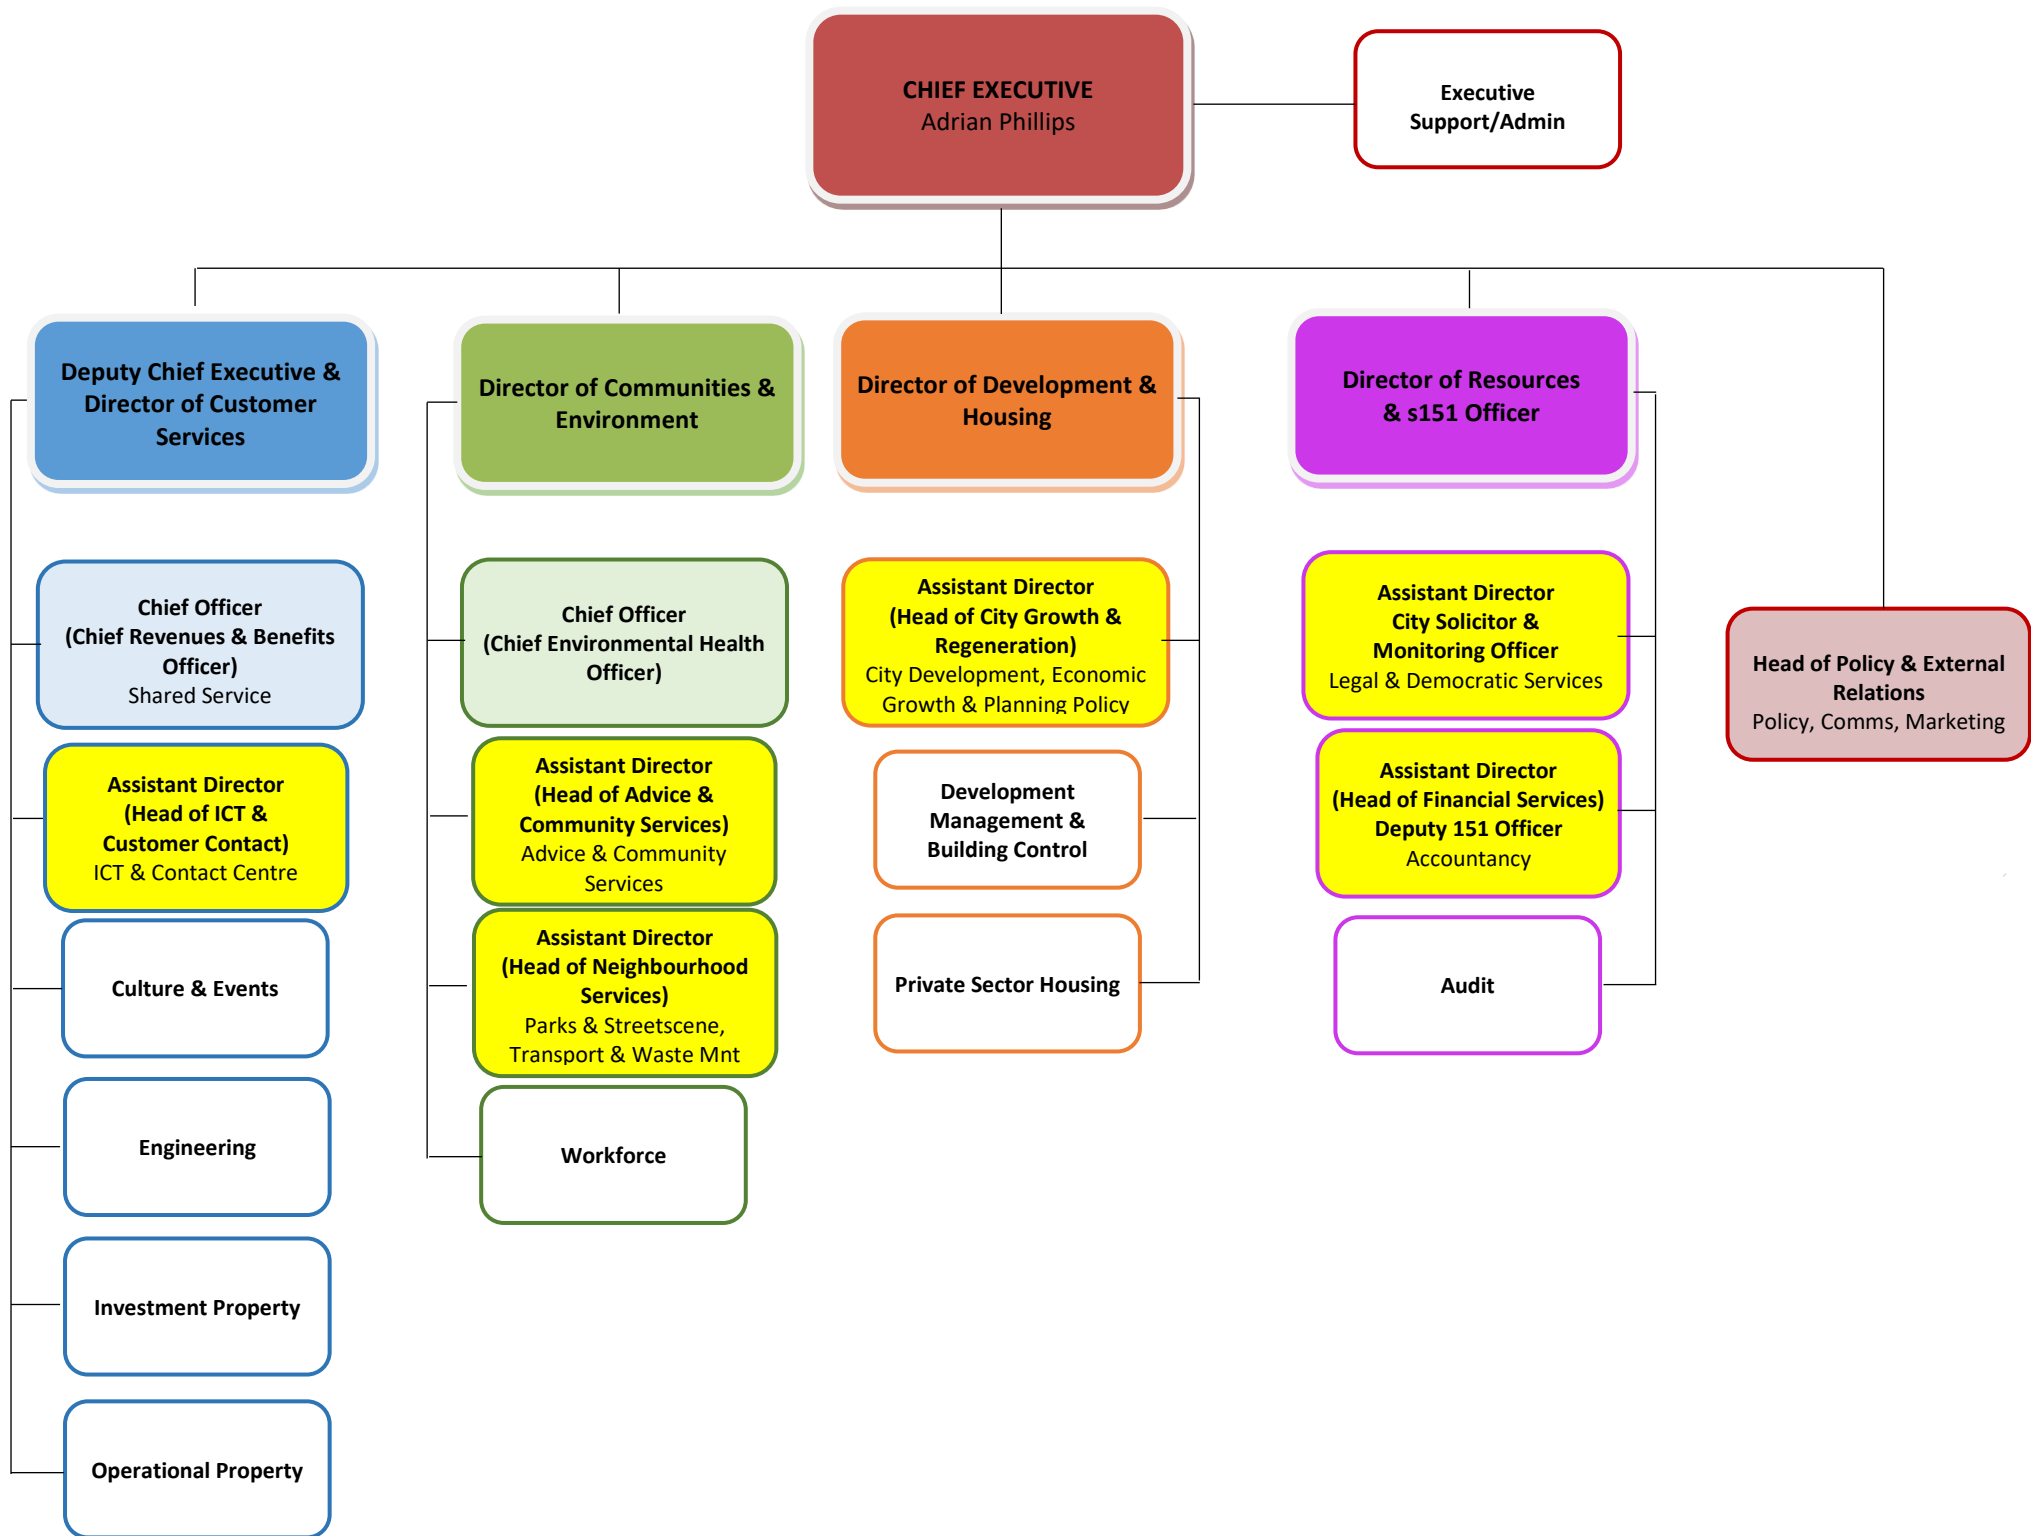 CHIEF EXECUTIVE
Adrian Phillips
Executive
Support/Admin
Deputy Chief Executive &
Director of Customer
Services
Director of Communities &
Environment
Director of Development &
Housing
Director of Resources
& s151 Officer
Chief Officer
(Chief Revenues & Benefits
Officer)
Shared Service
Chief Officer
(Chief Environmental Health
Officer)
Assistant Director
(Head of City Growth &
Regeneration)
City Development, Economic
Growth & Planning Policy
Assistant Director
City Solicitor &
Monitoring Officer
Legal & Democratic Services
Head of Policy & External
Relations
Policy, Comms, Marketing
Assistant Director
(Head of ICT &
Customer Contact)
ICT & Contact Centre
Assistant Director
(Head of Advice &
Community Services)
Advice & Community
Services
Development
Management &
Building Control
Assistant Director
(Head of Financial Services)
Deputy 151 Officer
Accountancy
Culture & Events
Assistant Director
(Head of Neighbourhood
Services)
Parks & Streetscene,
Transport & Waste Mnt
Private Sector Housing
Audit
Engineering
Workforce
Investment Property
Operational Property